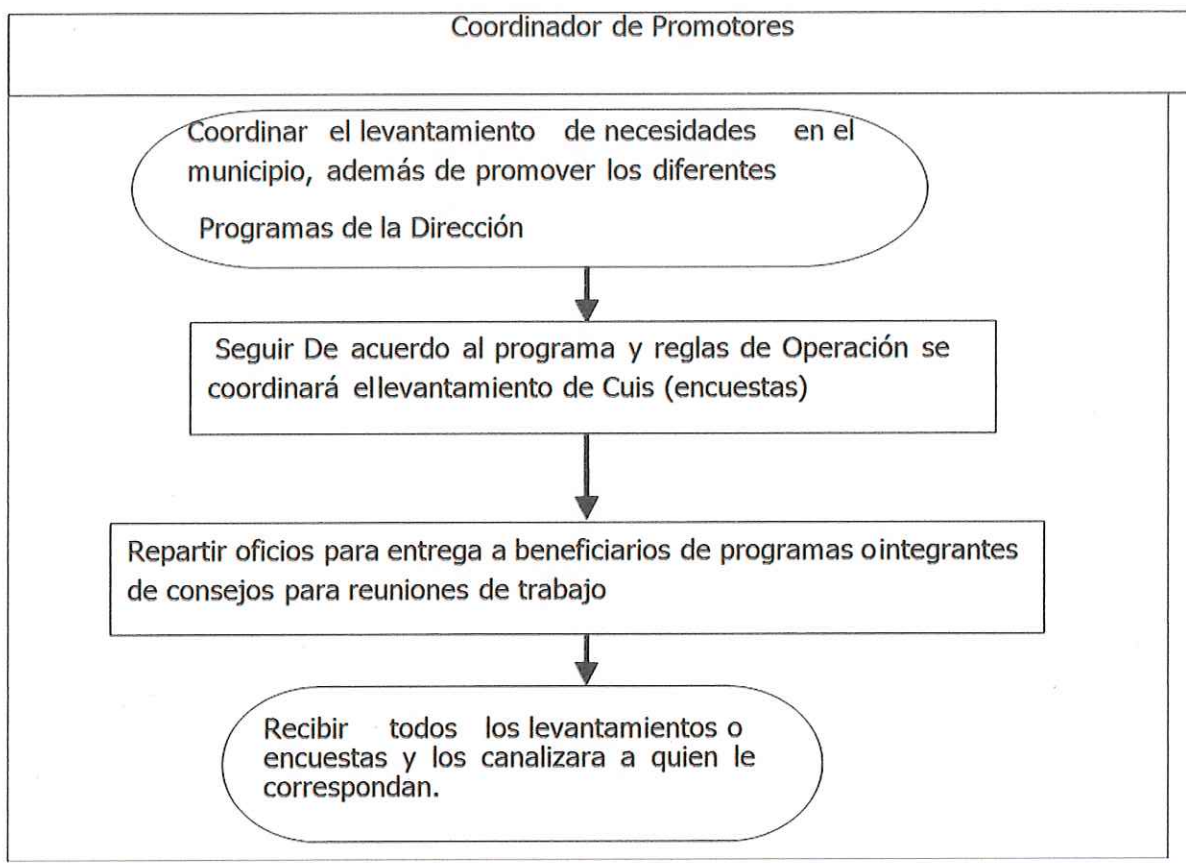 Coordinador de Promotores
Coordinar el levantamiento de necesidades en el
municipio, además de promover los diferentes
Programas de la Dirección
Seguir De acuerdo al programa y reglas de Operación se
coordinará ellevantamiento de Cuis (encuestas)
Repartir oficios para entrega a beneficiarios de programas ointegrantes
de consejos para reuniones de trabajo
Recibir todos los levantamientos o
encuestas y los canalizara a quien le
correspondan.